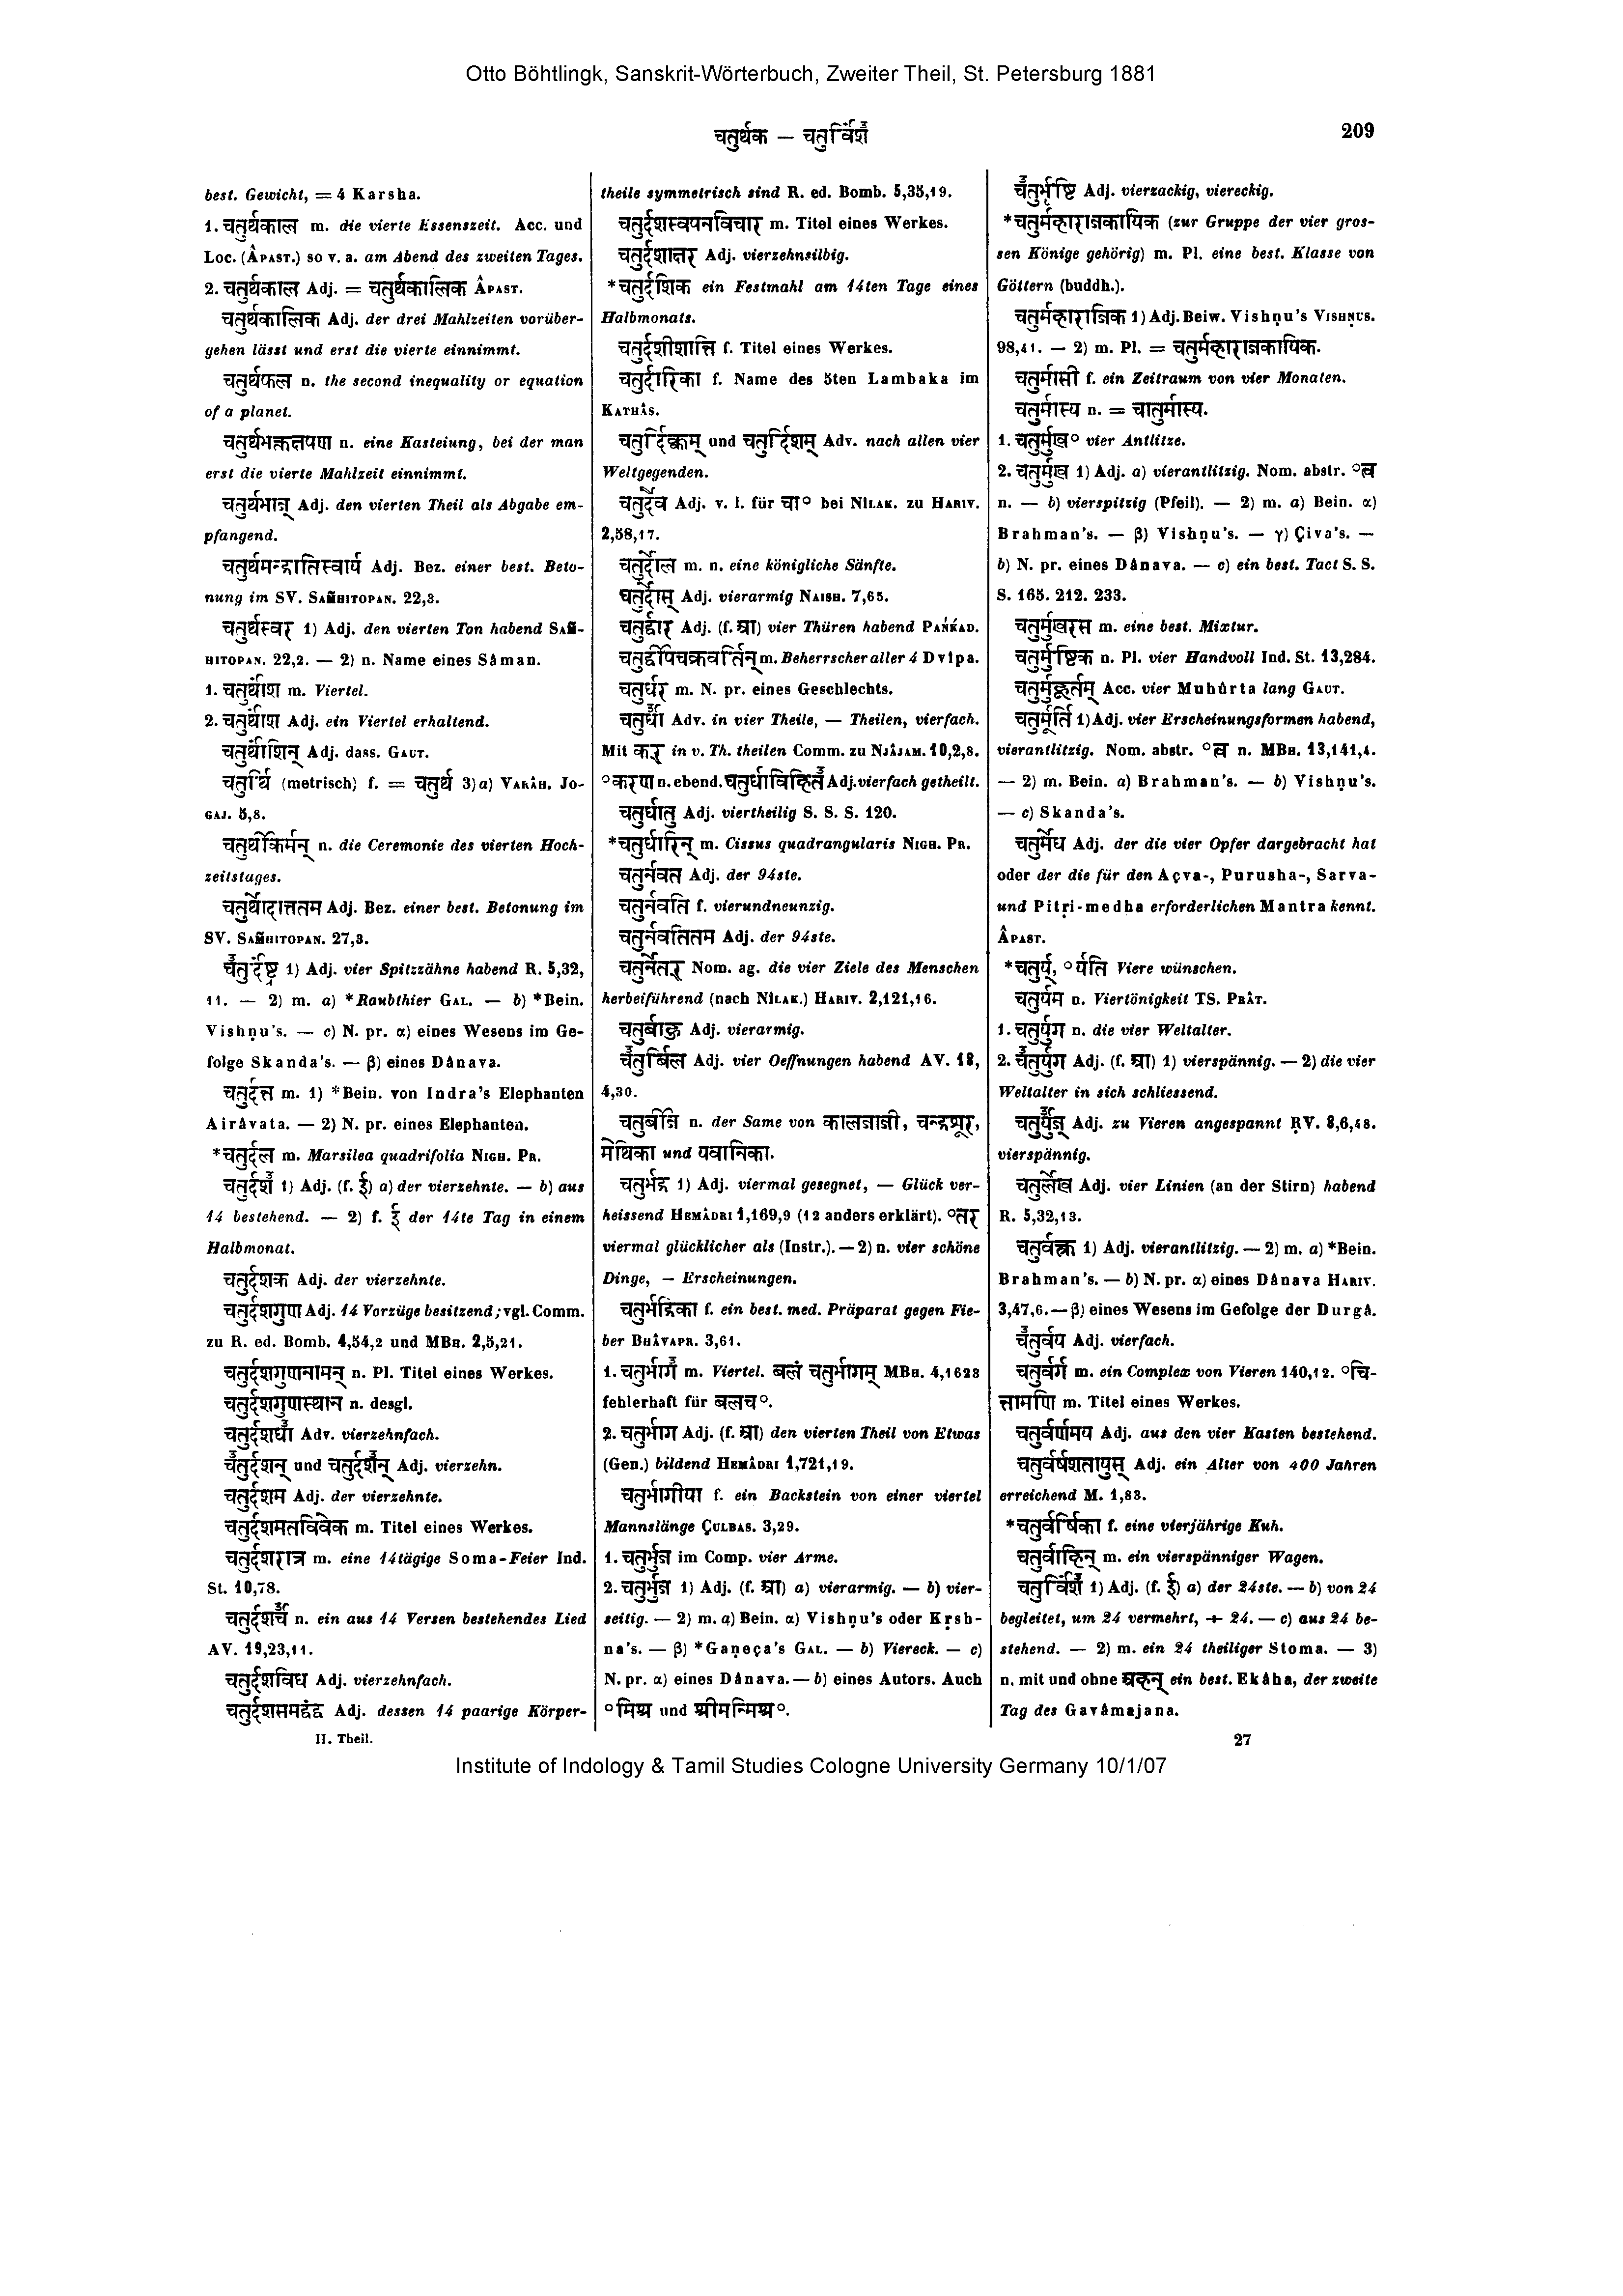 Otto Böhtlingk, Sanskrit-Wörterbuch, Zweiter Theil, St. Petersburg 1881
चतुर्थक — चतुर्विंशँ
209
best. Gewicht, = 4 Karsha.
1. चतुर्थकाल m. die vierte Essenszeit. Acc. und
Loc. (ÂPAST.) so v. a. am Abend des zweiten Tages.
2. चतुर्थकाल Adj. = चतुर्थकालिक ÂPAST.
चतुर्थकालिक Adj. der drei Mahlzeiten vorüber-
gehen lässt und erst die vierte einnimmt.
चतुर्थफल n. the second inequality or equation
of a planet.
चतुर्थभक्तक्षपण n. eine Kasteiung, bei der man
erst die vierte Mahlzeit einnimmt.
चतुर्थभाज् Adj. den vierten Theil als Abgabe em-
pfangend.
चतुर्थमन्द्रातिस्वार्य Adj. Bez. einer best. Beto-
nung im SV. SAM̃HITOPAN. 22,3.
चतुर्थस्वर 1) Adj. den vierten Ton habend SAM̃-
HITOPAN. 22,2. — 2) n. Name eines Sâman.
1. चतुर्थांश m. Viertel.
2. चतुर्थांश Adj. ein Viertel erhaltend.
चतुर्थांशिन् Adj. dass. GAUT.
चतुर्थि (metrisch) f. = चतुर्थ 3) a) VARÂH. JO-
GAJ. 5,8.
चतुर्थीकर्मन् n. die Ceremonie des vierten Hoch-
zeitstages.
चतुर्थोदात्ततम Adj. Bez. einer best. Betonung im
SV. SAM̃HITOPAN. 27,3.
चँतुर्दंष्ट्र 1) Adj. vier Spitzzähne habend R. 5,32,
11. — 2) m. a) *Raubthier GAL. — b) *Bein.
Vishṇu's. — c) N. pr. α) eines Wesens im Ge-
folge Skanda's. — β) eines Dânava.
चतुर्दन्त m. 1) *Bein. von Indra's Elephanten
Airâvata. — 2) N. pr. eines Elephanten.
*चतुर्दल m. Marsilea quadrifolia NIGH. PR.
चतुर्दशँ 1) Adj. (f. ई) a) der vierzehnte. — b) aus
14 bestehend. — 2) f. ई der 14te Tag in einem
Halbmonat.
चतुर्दशक Adj. der vierzehnte.
चतुर्दशगुण Adj. 14 Vorzüge besitzend; vgl. Comm.
zu R. ed. Bomb. 4,54,2 und MBH. 2,5,21.
चतुर्दशगुणनामन् n. Pl. Titel eines Werkes.
चतुर्दशगुणस्थान n. desgl.
चतुर्दशधाँ Adv. vierzehnfach.
चँतुर्दशन् und चतुर्दशँन् Adj. vierzehn.
चतुर्दशम Adj. der vierzehnte.
चतुर्दशमतविवेक m. Titel eines Werkes.
चतुर्दशरात्र m. eine 14tägige Soma-Feier Ind.
St. 10,78.
चतुर्दशर्चँ n. ein aus 14 Versen bestehendes Lied
AV. 19,23,11.
चतुर्दशविध Adj. vierzehnfach.
चतुर्दशसमद्वंद्व Adj. dessen 14 paarige Körper-
II. Theil.
theile symmetrisch sind R. ed. Bomb. 5,35,19.
चतुर्दशस्वपनविचार m. Titel eines Werkes.
चतुर्दशाक्षर Adj. vierzehnsilbig.
*चतुर्दशिक ein Festmahl am 14ten Tage eines
Halbmonats.
चतुर्दशीशान्ति f. Titel eines Werkes.
चतुर्दारिका f. Name des 5ten Lambaka im
KATHÂS.
चतुर्दिक्कम् und चतुर्दिशम् Adv. nach allen vier
Weltgegenden.
चतुर्देव Adj. v. l. für चा° bei NÎLAK. zu HARIV.
2,58,17.
चतुर्दोल m. n. eine königliche Sänfte.
चतुर्दोस् Adj. vierarmig NAISH. 7,65.
चतुर्द्वार Adj. (f. आ) vier Thüren habend PAŃḰAD.
चतुर्द्वीपचक्रवर्तिन् m. Beherrscher aller 4 Dvîpa.
चतुर्धर m. N. pr. eines Geschlechts.
चतुर्धाँ Adv. in vier Theile, — Theilen, vierfach.
Mit कर् in v. Th. theilen Comm. zu NJÂJAM. 10,2,8.
°करण n. ebend. चतुर्धाविहितँ Adj. vierfach getheilt.
चतुर्धातु Adj. viertheilig S. S. S. 120.
*चतुर्धारिन् m. Cissus quadrangularis NIGH. PR.
चतुर्नवत Adj. der 94ste.
चतुर्नवति f. vierundneunzig.
चतुर्नवतितम Adj. der 94ste.
चतुर्नेतर् Nom. ag. die vier Ziele des Menschen
herbeiführend (nach NÎLAK.) HARIV. 2,121,16.
चतुर्बाहु Adj. vierarmig.
चँतुर्बिल Adj. vier Oeffnungen habend AV. 18,
4,30.
चतुर्बीज n. der Same von कालजाजी, चन्द्रशूर,
मेथिका und यवानिका.
चतुर्भद्र 1) Adj. viermal gesegnet, — Glück ver-
heissend HEMÂDRI 1,169,9 (12 anders erklärt). °तर
viermal glücklicher als (Instr.). — 2) n. vier schöne
Dinge, — Erscheinungen.
चतुर्भद्रिका f. ein best. med. Präparat gegen Fie-
ber BHÂVAPR. 3,61.
1. चतुर्भागँ m. Viertel. बलं चतुर्भागम् MBH. 4,1623
fehlerhaft für बलच°.
2. चतुर्भाग Adj. (f. आ) den vierten Theil von Etwas
(Gen.) bildend HEMÂDRI 1,721,19.
चतुर्भागीया f. ein Backstein von einer viertel
Mannslänge ÇULBAS. 3,29.
1. चतुर्भुज im Comp. vier Arme.
2. चतुर्भुज 1) Adj. (f. आ) a) vierarmig. — b) vier-
seitig. — 2) m. a) Bein. α) Vishṇu's oder Kṛsh-
ṇa's. — β) *Gaṇeça's GAL. — b) Viereck. — c)
N. pr. α) eines Dânava. — b) eines Autors. Auch
°मिश्र und श्रीमन्मिश्र°.
चँतुर्भृष्टि Adj. vierzackig, viereckig.
*चतुर्महाराजकायिक (zur Gruppe der vier gros-
sen Könige gehörig) m. Pl. eine best. Klasse von
Göttern (buddh.).
चतुर्महाराजिक 1) Adj. Beiw. Vishṇu's VISHṆUS.
98,41. — 2) m. Pl. = चतुर्महाराजकायिक.
चतुर्मासी f. ein Zeitraum von vier Monaten.
चतुर्मास्य n. = चातुर्मास्य.
1. चतुर्मुख° vier Antlitze.
2. चतुर्मुख 1) Adj. a) vierantlitzig. Nom. abstr. °त्व
n. — b) vierspitzig (Pfeil). — 2) m. a) Bein. α)
Brahman's. — β) Vishṇu's. — γ) Çiva's. —
b) N. pr. eines Dânava. — c) ein best. Tact S. S.
S. 165. 212. 233.
चतुर्मुखरस m. eine best. Mixtur.
चतुर्मुष्टिक n. Pl. vier Handvoll Ind. St. 13,284.
चतुर्मुहूर्तम् Acc. vier Muhûrta lang GAUT.
चतुर्मूर्ति 1) Adj. vier Erscheinungsformen habend,
vierantlitzig. Nom. abstr. °त्व n. MBH. 13,141,4.
— 2) m. Bein. a) Brahman's. — b) Vishṇu's.
— c) Skanda's.
चतुर्मेध Adj. der die vier Opfer dargebracht hat
oder der die für den Açva-, Purusha-, Sarva-
und Pitṛi-medha erforderlichen Mantra kennt.
ÂPAST.
*चतुर्य्, °र्यति Viere wünschen.
चतुर्यम n. Viertönigkeit TS. PRÂT.
1. चतुर्युग n. die vier Weltalter.
2. चँतुर्युग Adj. (f. आ) 1) vierspännig. — 2) die vier
Weltalter in sich schliessend.
चतुर्युँज् Adj. zu Vieren angespannt ṚV. 8,6,48.
vierspännig.
चतुर्लेख Adj. vier Linien (an der Stirn) habend
R. 5,32,13.
चतुर्वक्त्र 1) Adj. vierantlitzig. — 2) m. a) *Bein.
Brahman's. — b) N. pr. α) eines Dânava HARIV.
3,47,6. — β) eines Wesens im Gefolge der Durgâ.
चँतुर्वय Adj. vierfach.
चतुर्वर्ग m. ein Complex von Vieren 140,12. °चि-
न्तामणि m. Titel eines Werkes.
चतुर्वर्णमय Adj. aus den vier Kasten bestehend.
चतुर्वर्षशतायुस् Adj. ein Alter von 400 Jahren
erreichend M. 1,83.
*चतुर्वर्षिका f. eine vierjährige Kuh.
चतुर्वाहिन् m. ein vierspänniger Wagen.
चतुर्विंशँ 1) Adj. (f. ई) a) der 24ste. — b) von 24
begleitet, um 24 vermehrt, + 24. — c) aus 24 be-
stehend. — 2) m. ein 24 theiliger Stoma. — 3)
n. mit und ohne अहन् ein best. Ekâha, der zweite
Tag des Gavâmajana.
27
Institute of Indology & Tamil Studies Cologne University Germany 10/1/07